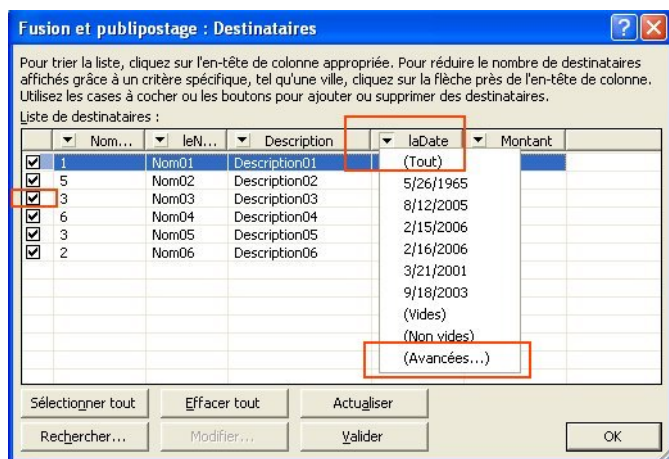 Fusion et publipostage : Destinataires
Pour trier la liste, cliquez sur l'en-tête de colonne appropriée. Pour réduire le nombre de destinataires
affichés grâce à un critère spécifique, tel qu'une ville, cliquez sur la flèche près de l'en-tête de colonne.
Utilisez les cases à cocher ou les boutons pour ajouter ou supprimer des destinataires.
Liste de destinataires :
Nom... leN... Description laDate Montant
1 Nom01 Description01
5 Nom02 Description02
3 Nom03 Description03
6 Nom04 Description04
3 Nom05 Description05
2 Nom06 Description06
(Tout)
5/26/1965
8/12/2005
2/15/2006
2/16/2006
3/21/2001
9/18/2003
(Vides)
(Non vides)
(Avancées...)
Sélectionner tout Effacer tout Actualiser
Rechercher... Modifier... Valider OK